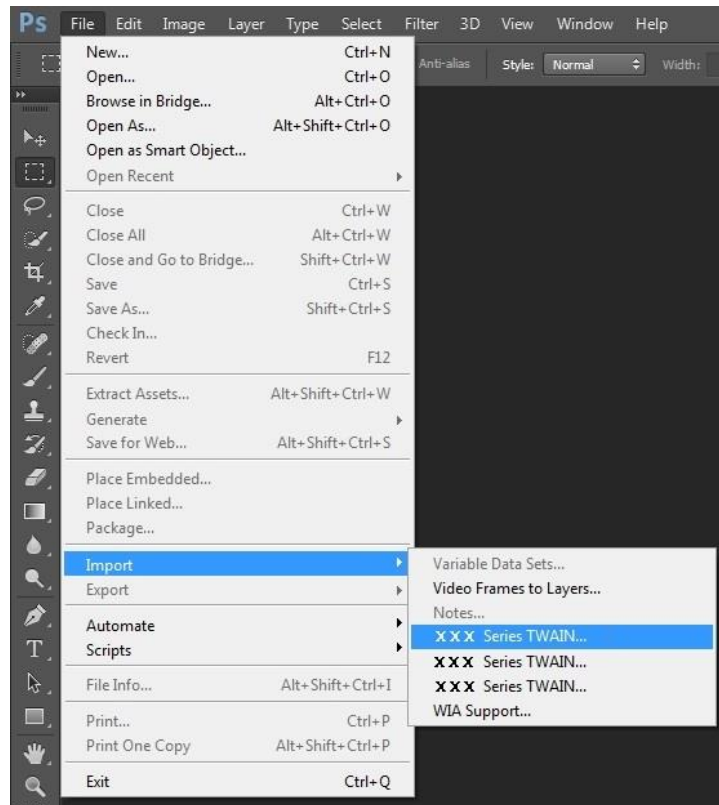 Ps File Edit Image Layer Type Select Filter 3D View Window Help
Anti-alias Style: Normal Width:
New... Ctrl+N
Open... Ctrl+O
Browse in Bridge... Alt+Ctrl+O
Open As... Alt+Shift+Ctrl+O
Open as Smart Object...
Open Recent
Close Ctrl+W
Close All Alt+Ctrl+W
Close and Go to Bridge... Shift+Ctrl+W
Save Ctrl+S
Save As... Shift+Ctrl+S
Check In...
Revert F12
Extract Assets... Alt+Shift+Ctrl+W
Generate
Save for Web... Alt+Shift+Ctrl+S
Place Embedded...
Place Linked...
Package...
Import
Export
Automate
Scripts
File Info... Alt+Shift+Ctrl+I
Print... Ctrl+P
Print One Copy Alt+Shift+Ctrl+P
Exit Ctrl+Q
Variable Data Sets...
Video Frames to Layers...
Notes...
XXX Series TWAIN...
XXX Series TWAIN...
XXX Series TWAIN...
WIA Support...
T